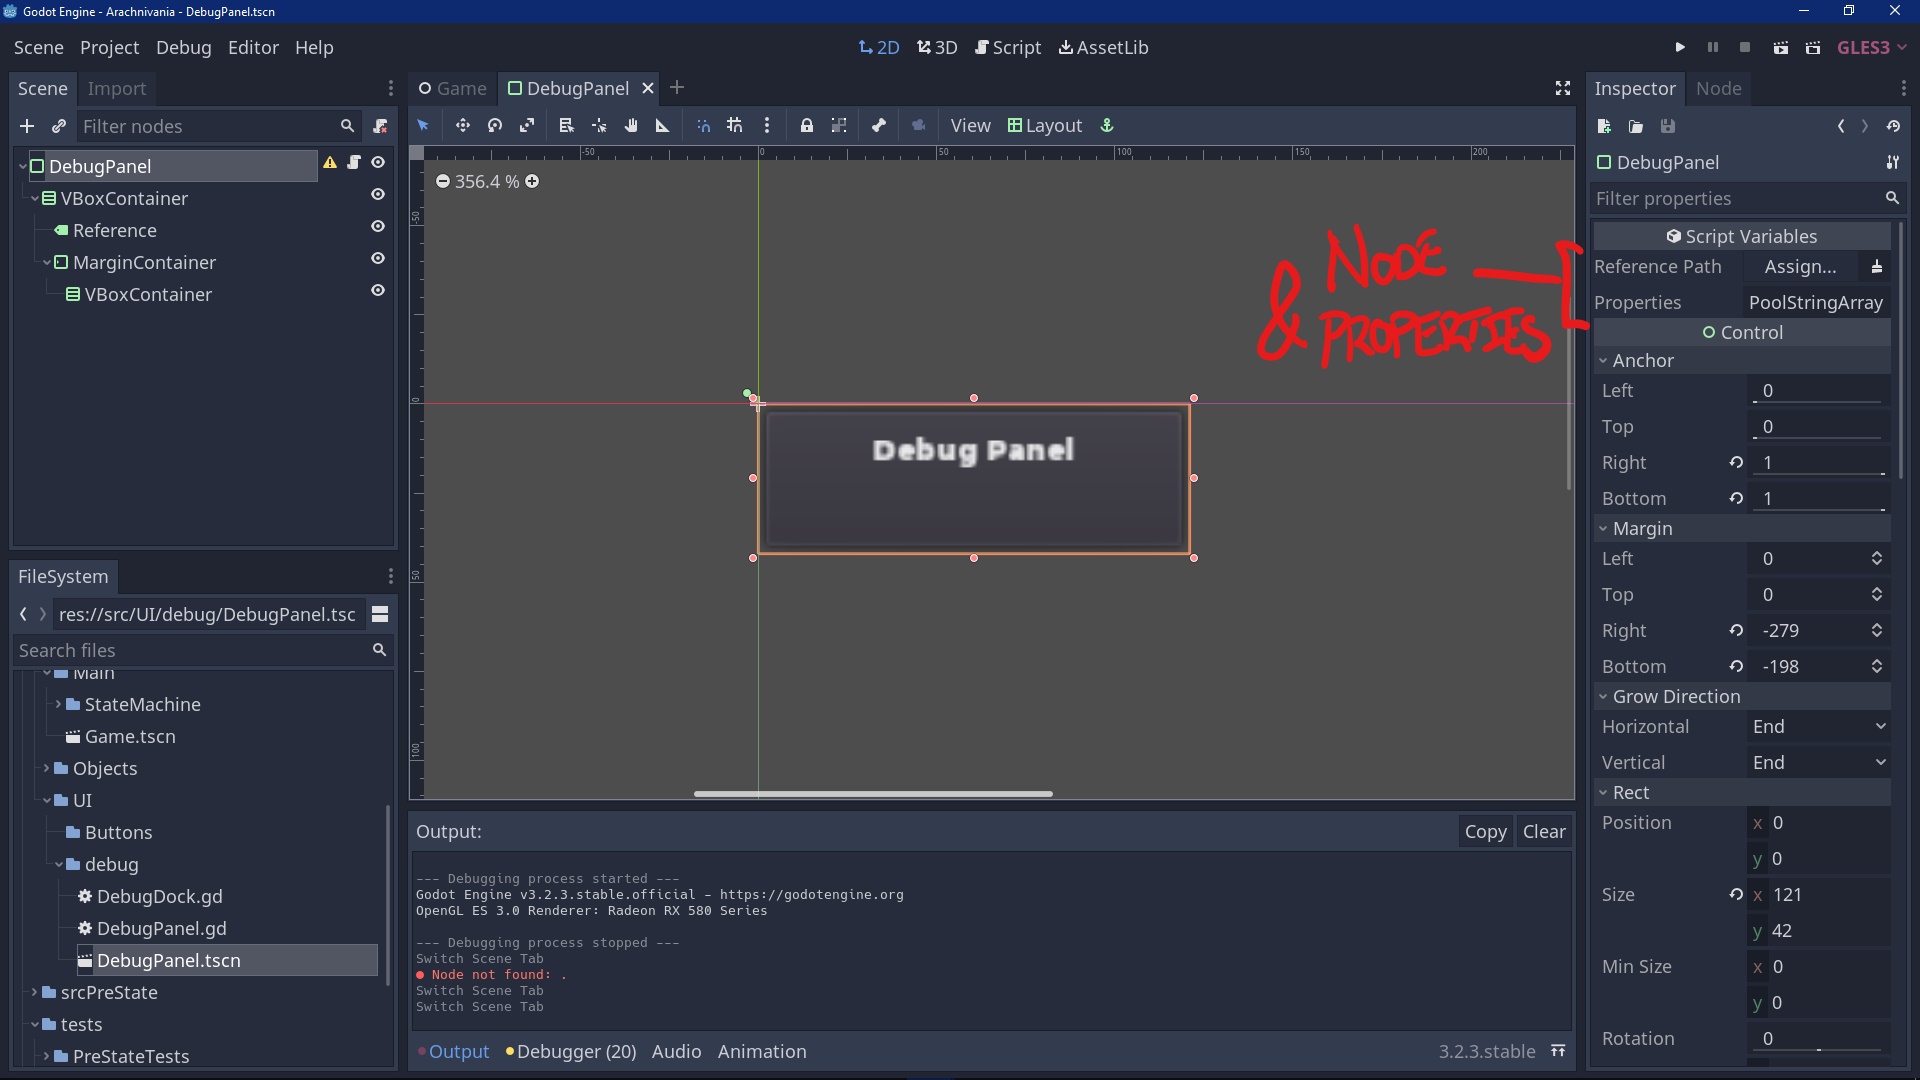 Godot Engine - Arachnivania - DebugPanel.tscn
Scene Project Debug Editor Help
2D 3D Script AssetLib
GLES3
Scene Import
Filter nodes
DebugPanel
VBoxContainer
Reference
MarginContainer
VBoxContainer
FileSystem
res://src/UI/debug/DebugPanel.tsc
Search files
Main
StateMachine
Game.tscn
Objects
UI
Buttons
debug
DebugDock.gd
DebugPanel.gd
DebugPanel.tscn
srcPreState
tests
PreStateTests
Game DebugPanel
View Layout
-50 0 50 100 150 200
-50
0
50
100
356.4 %
NODE
& PROPERTIES
Debug Panel
Output:
Copy Clear
--- Debugging process started ---
Godot Engine v3.2.3.stable.official - https://godotengine.org
OpenGL ES 3.0 Renderer: Radeon RX 580 Series
--- Debugging process stopped ---
Switch Scene Tab
Node not found: .
Switch Scene Tab
Switch Scene Tab
Output Debugger (20) Audio Animation
3.2.3.stable
Inspector Node
DebugPanel
Filter properties
Script Variables
Reference Path Assign...
Properties PoolStringArray
Control
Anchor
Left 0
Top 0
Right 1
Bottom 1
Margin
Left 0
Top 0
Right -279
Bottom -198
Grow Direction
Horizontal End
Vertical End
Rect
Position x 0
y 0
Size x 121
y 42
Min Size x 0
y 0
Rotation 0